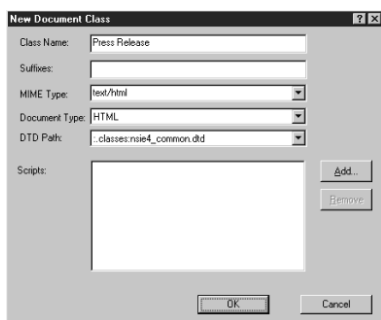 New Document Class
Class Name: Press Release
Suffixes:
MIME Type: text/html
Document Type: HTML
DTD Path: :.classes:nsie4_common.dtd
Scripts:
Add...
Remove
OK Cancel